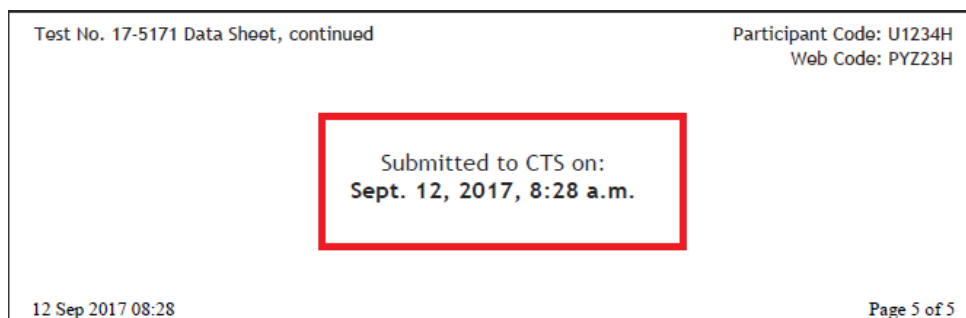 Test No. 17-5171 Data Sheet, continued
Participant Code: U1234H
Web Code: PYZ23H
Submitted to CTS on:
Sept. 12, 2017, 8:28 a.m.
12 Sep 2017 08:28
Page 5 of 5